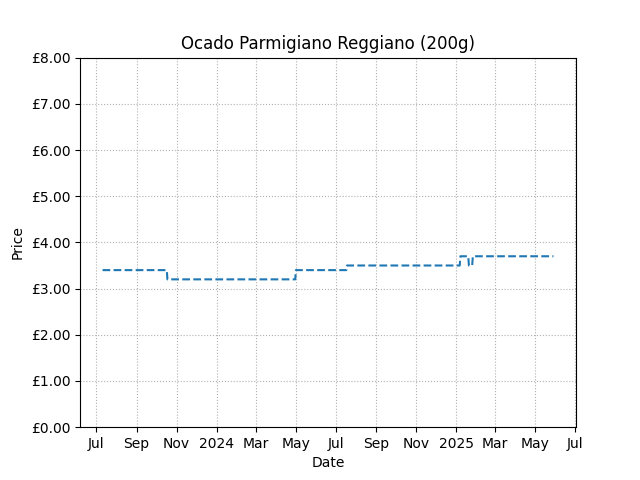 Ocado Parmigiano Reggiano (200g)
£8.00
£7.00
£6.00
£5.00
£4.00
£3.00
£2.00
£1.00
£0.00
Price
Jul Sep Nov 2024 Mar May Jul Sep Nov 2025 Mar May Jul
Date